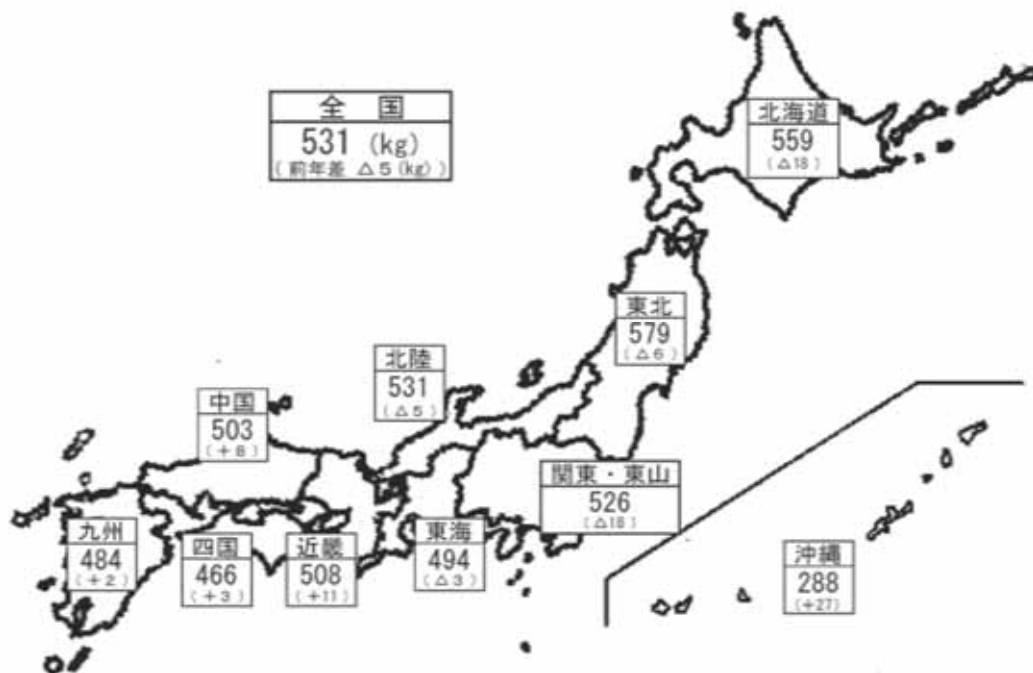 全 国
531 (kg)
( 前年差 △5(kg) )
北海道
559
(△18)
東北
579
(△6)
北陸
531
(△5)
中国
503
(+8)
関東・東山
526
(△18)
九州
484
(+2)
四国
466
(+3)
近畿
508
(+11)
東海
494
(△3)
沖縄
288
(+27)